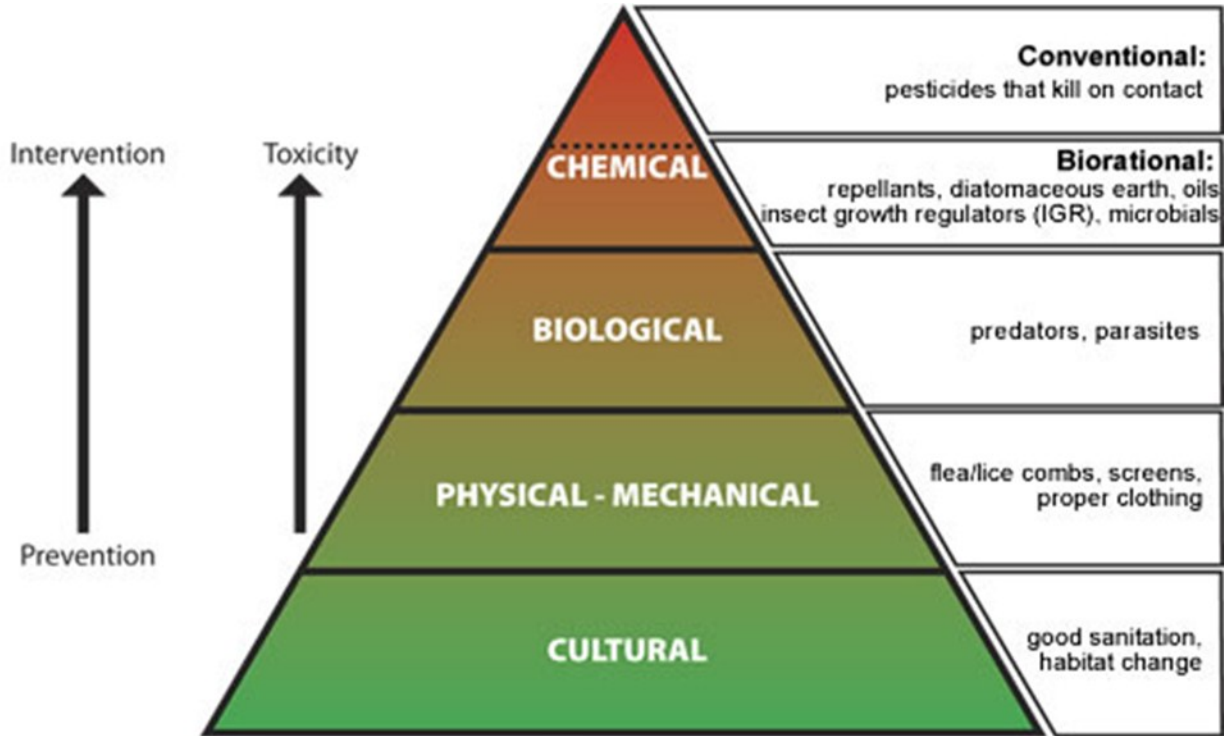 Conventional:
pesticides that kill on contact
Intervention
Toxicity
CHEMICAL
Biorational:
repellants, diatomaceous earth, oils
insect growth regulators (IGR), microbials
BIOLOGICAL
predators, parasites
PHYSICAL - MECHANICAL
flea/lice combs, screens,
proper clothing
Prevention
CULTURAL
good sanitation,
habitat change